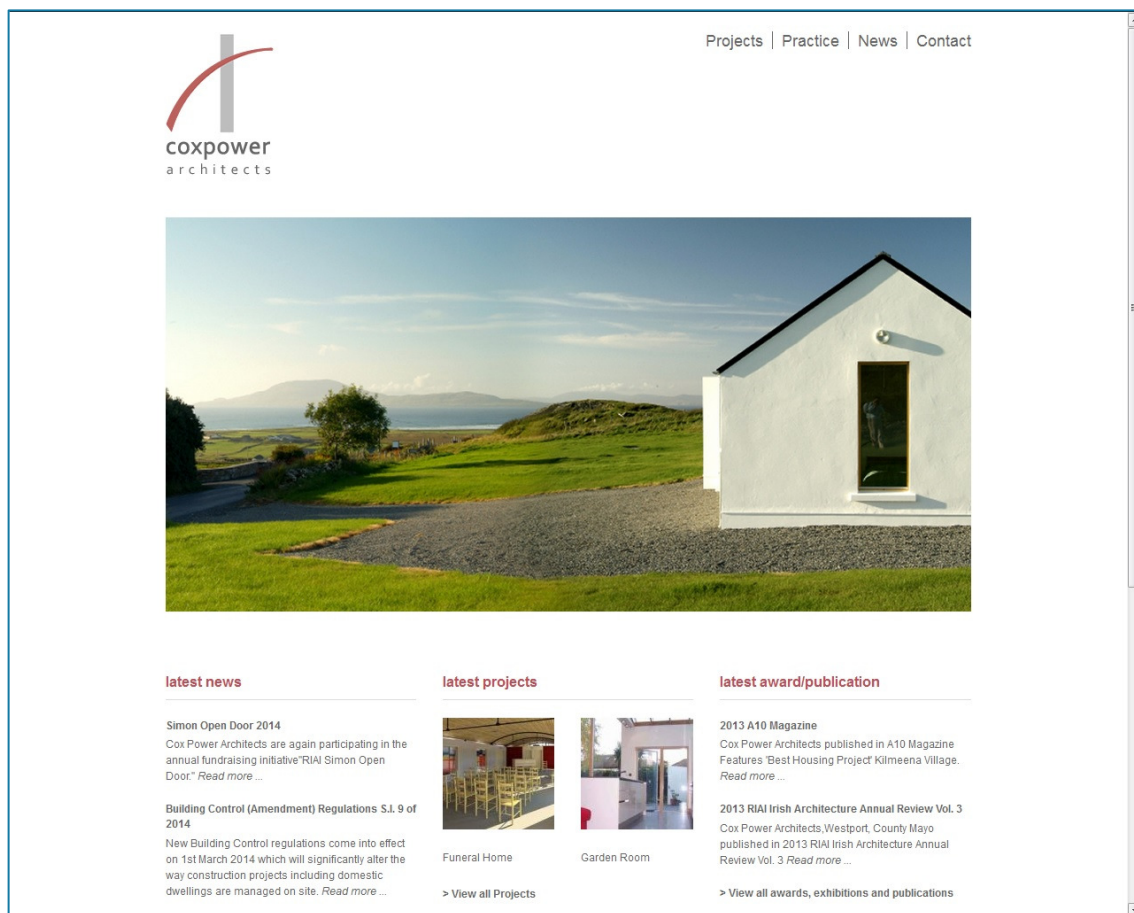 Projects | Practice | News | Contact
coxpower
architects
latest news
Simon Open Door 2014
Cox Power Architects are again participating in the
annual fundraising initiative"RIAI Simon Open
Door." Read more ...
Building Control (Amendment) Regulations S.I. 9 of
2014
New Building Control regulations come into effect
on 1st March 2014 which will significantly alter the
way construction projects including domestic
dwellings are managed on site. Read more ...
latest projects
Funeral Home
Garden Room
> View all Projects
latest award/publication
2013 A10 Magazine
Cox Power Architects published in A10 Magazine
Features 'Best Housing Project' Kilmeena Village.
Read more ...
2013 RIAI Irish Architecture Annual Review Vol. 3
Cox Power Architects,Westport, County Mayo
published in 2013 RIAI Irish Architecture Annual
Review Vol. 3 Read more ...
> View all awards, exhibitions and publications